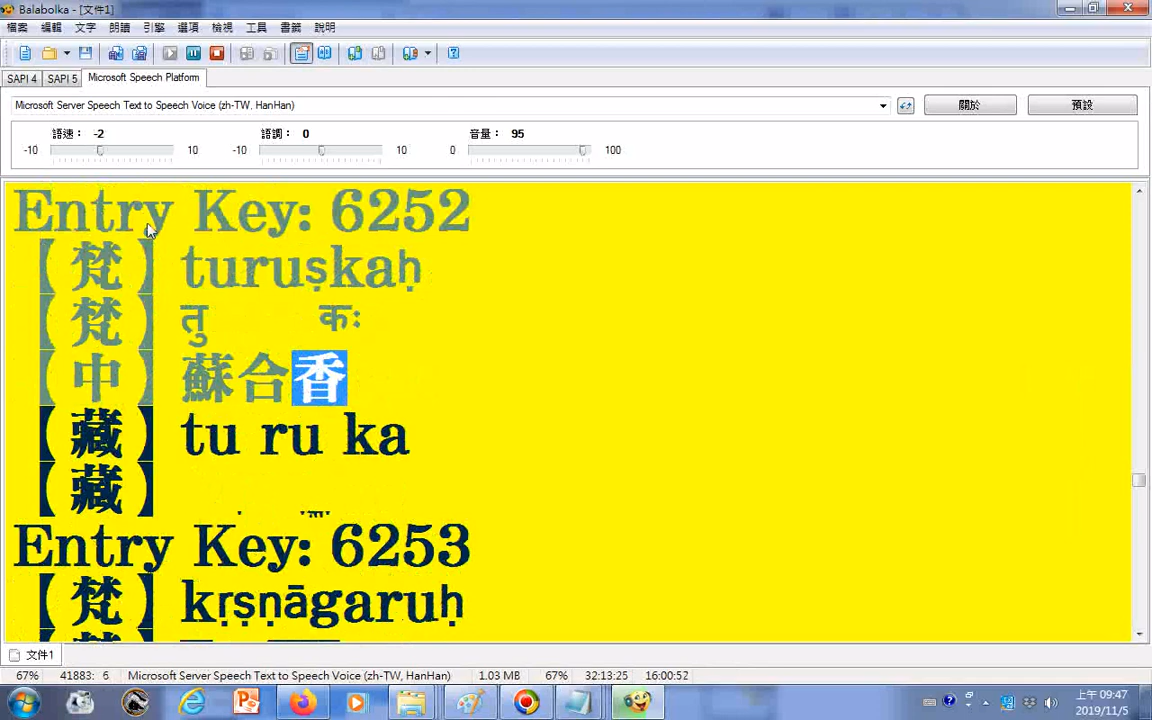 Balabolka - [文件1]
檔案 編輯 文字 朗讀 引擎 選項 檢視 工具 書籤 說明
SAPI 4 SAPI 5 Microsoft Speech Platform
Microsoft Server Speech Text to Speech Voice (zh-TW, HanHan) 關於 預設
語速： -2 語調： 0 音量： 95
-10 10 -10 10 0 100
Entry Key: 6252
【梵】 turuṣkaḥ
【梵】 तु कः
【中】 蘇合香
【藏】 tu ru ka
【藏】
Entry Key: 6253
【梵】 kṛṣṇāgaruḥ
文件1
67% 41883: 6 Microsoft Server Speech Text to Speech Voice (zh-TW, HanHan) 1.03 MB 67% 32:13:25 16:00:52
上午 09:47
2019/11/5